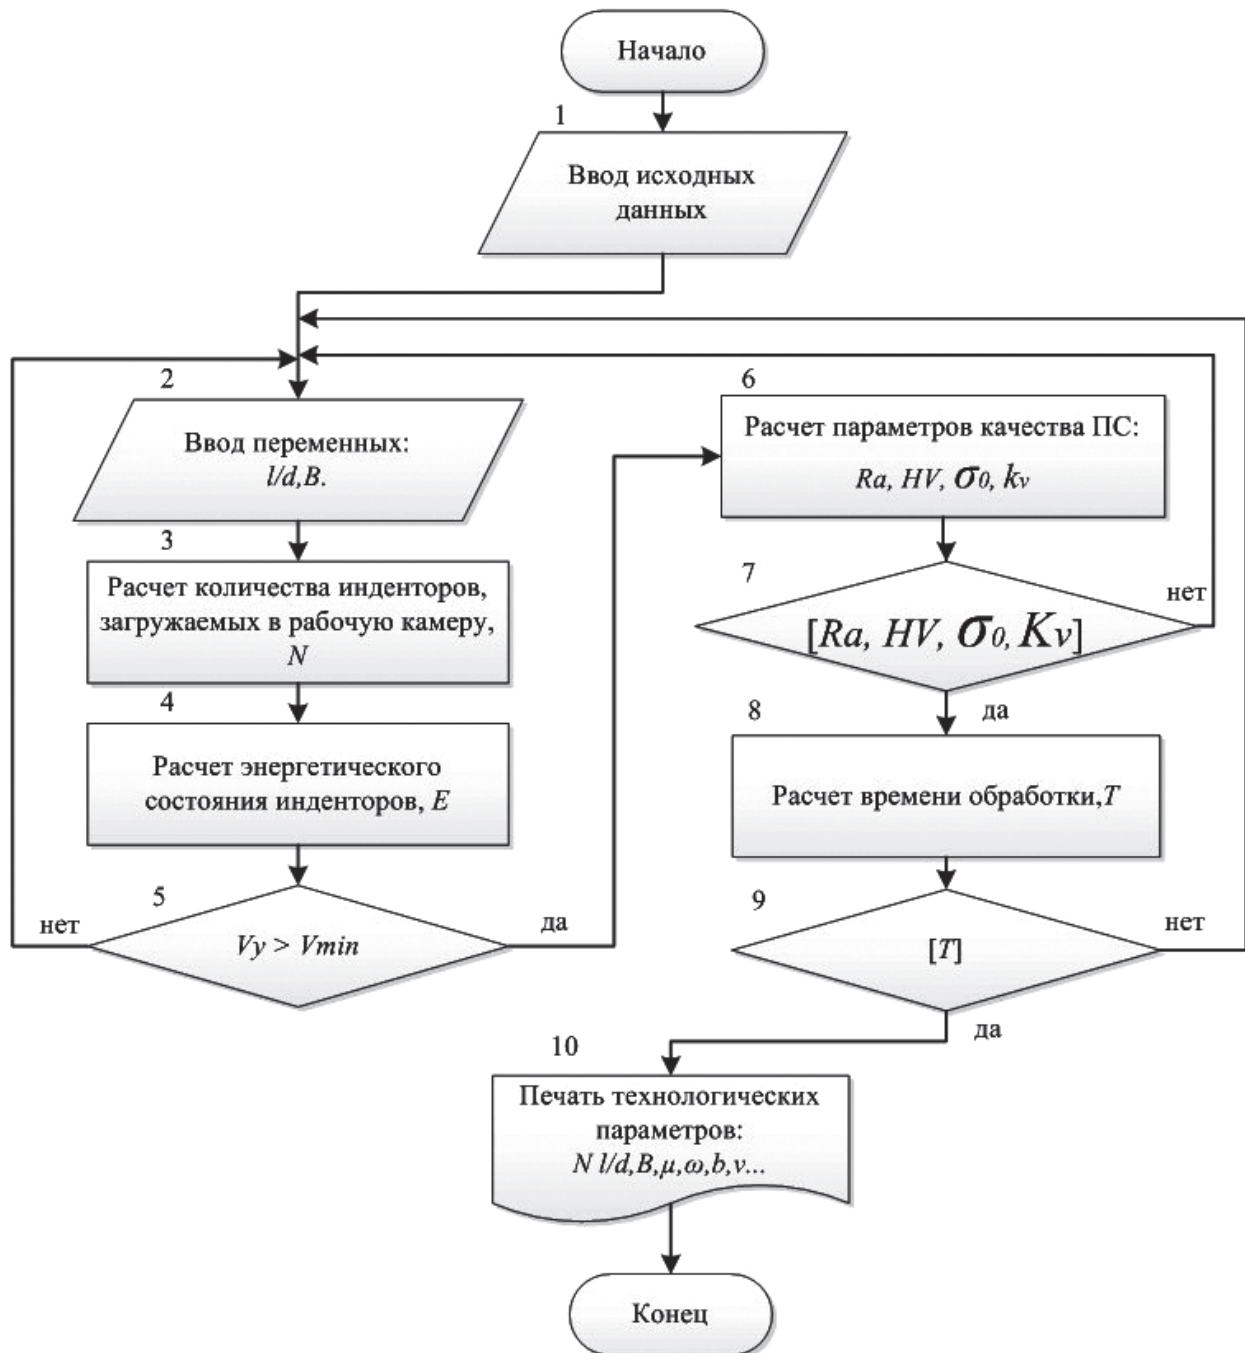 Начало
1
Ввод исходных
данных
2
Ввод переменных:
l/d,B.
3
Расчет количества инденторов,
загружаемых в рабочую камеру,
N
4
Расчет энергетического
состояния инденторов, E
5
нет
Vy > Vmin
да
6
Расчет параметров качества ПС:
Ra, HV, σ0, kv
7
нет
[Ra, HV, σ0, Kv]
да
8
Расчет времени обработки,T
9
нет
[T]
да
10
Печать технологических
параметров:
N l/d,B,μ,ω,b,v...
Конец